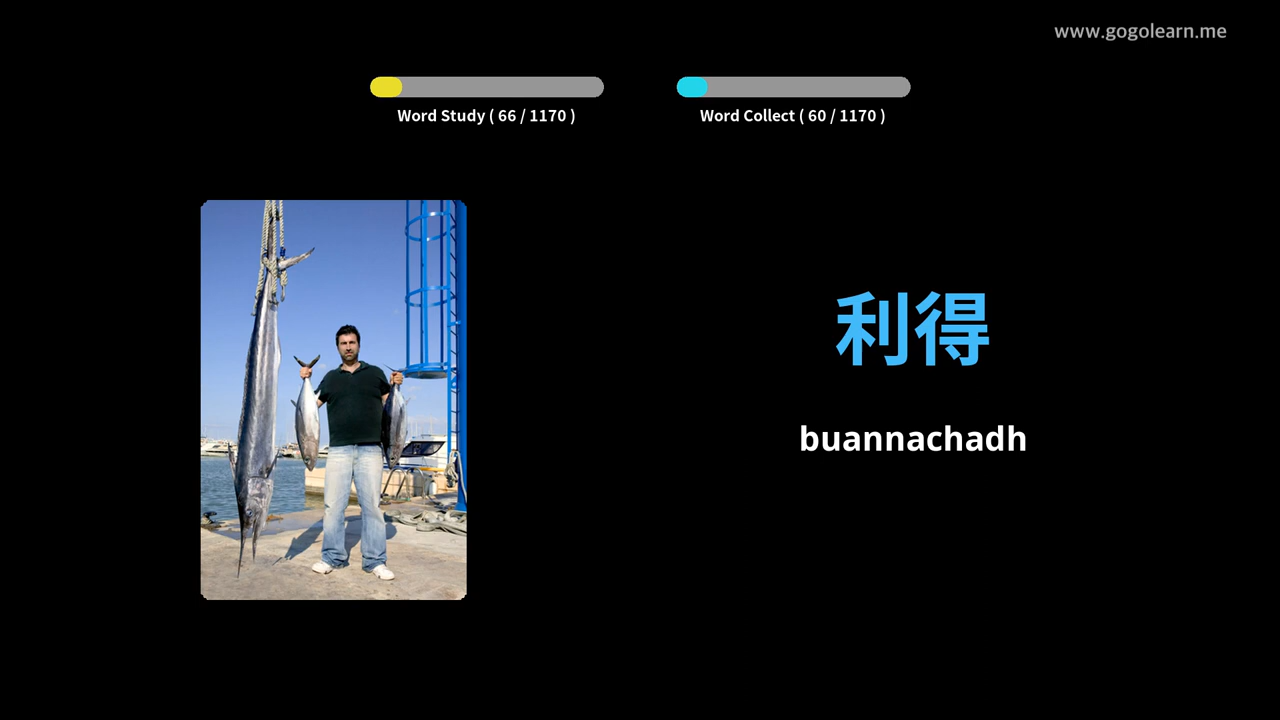 www.gogolearn.me
Word Study ( 66 / 1170 )
Word Collect ( 60 / 1170 )
利得
buannachadh